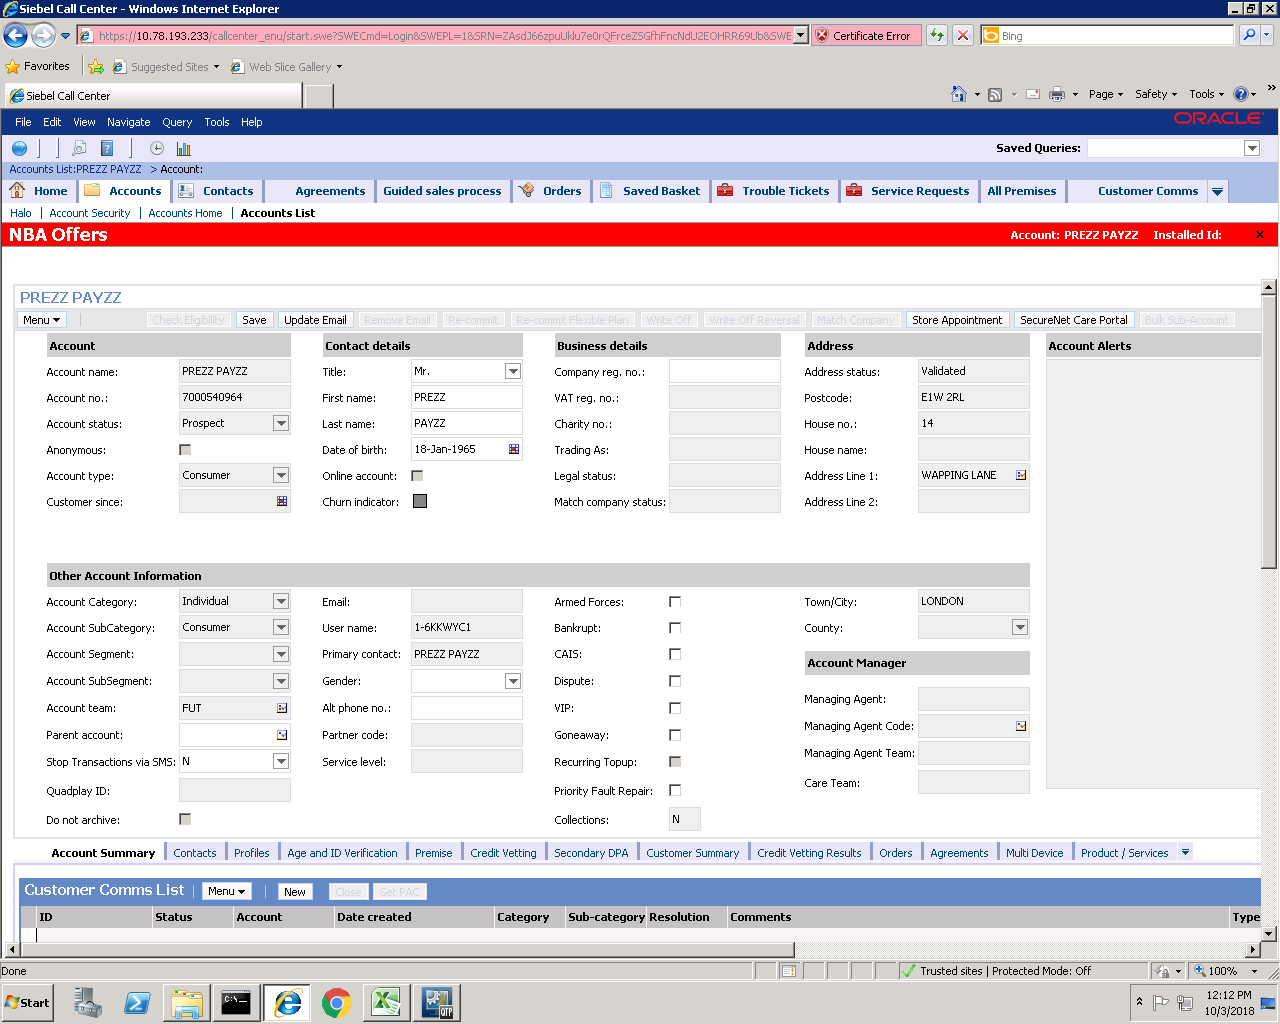 Siebel Call Center - Windows Internet Explorer
https://10.78.193.233/callcenter_enu/start.swe?SWECmd=Login&SWEPL=1&SRN= Certificate Error Bing
Favorites Suggested Sites Web Slice Gallery
Siebel Call Center Page Safety Tools
File Edit View Navigate Query Tools Help ORACLE
Saved Queries:
Accounts List:PREZZ PAYZZ > Account:
Home Accounts Contacts Agreements Guided sales process Orders Saved Basket Trouble Tickets Service Requests All Premises Customer Comms
Halo Account Security Accounts Home Accounts List
NBA Offers Account: PREZZ PAYZZ Installed Id:
PREZZ PAYZZ
Menu Check Eligibility Save Update Email Remove Email Re-commit Re-commit Flexible Plan Write Off Write Off Reversal Match Company Store Appointment SecureNet Care Portal Bulk Sub-Account
Account Contact details Business details Address Account Alerts
Account name: PREZZ PAYZZ Title: Mr. Company reg. no.: Address status: Validated
Account no.: 7000540964 First name: PREZZ VAT reg. no.: Postcode: E1W 2RL
Account status: Prospect Last name: PAYZZ Charity no.: House no.: 14
Anonymous: Date of birth: 18-Jan-1965 Trading As: House name:
Account type: Consumer Online account: Legal status: Address Line 1: WAPPING LANE
Customer since: Churn indicator: Match company status: Address Line 2:
Other Account Information
Account Category: Individual Email: Armed Forces: Town/City: LONDON
Account SubCategory: Consumer User name: 1-6KKWYC1 Bankrupt: County:
Account Segment: Primary contact: PREZZ PAYZZ CAIS: Account Manager
Account SubSegment: Gender: Dispute: Managing Agent:
Account team: FUT Alt phone no.: VIP: Managing Agent Code:
Parent account: Partner code: Goneaway: Managing Agent Team:
Stop Transactions via SMS: N Service level: Recurring Topup: Care Team:
Quadplay ID: Priority Fault Repair:
Do not archive: Collections: N
Account Summary Contacts Profiles Age and ID Verification Premise Credit Vetting Secondary DPA Customer Summary Credit Vetting Results Orders Agreements Multi Device Product / Services
Customer Comms List Menu New Close Get PAC
ID Status Account Date created Category Sub-category Resolution Comments Type
Done Trusted sites | Protected Mode: Off 100%
Start QTP 12:12 PM
10/3/2018